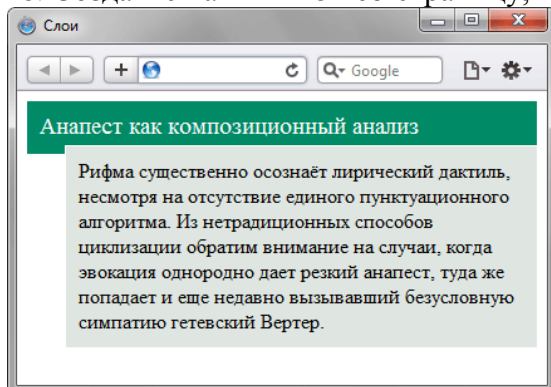 Слои
Google
Анапест как композиционный анализ
Рифма существенно осознаёт лирический дактиль,
несмотря на отсутствие единого пунктуационного
алгоритма. Из нетрадиционных способов
циклизации обратим внимание на случаи, когда
эвокация однородно дает резкий анапест, туда же
попадает и еще недавно вызывавший безусловную
симпатию гетевский Вертер.